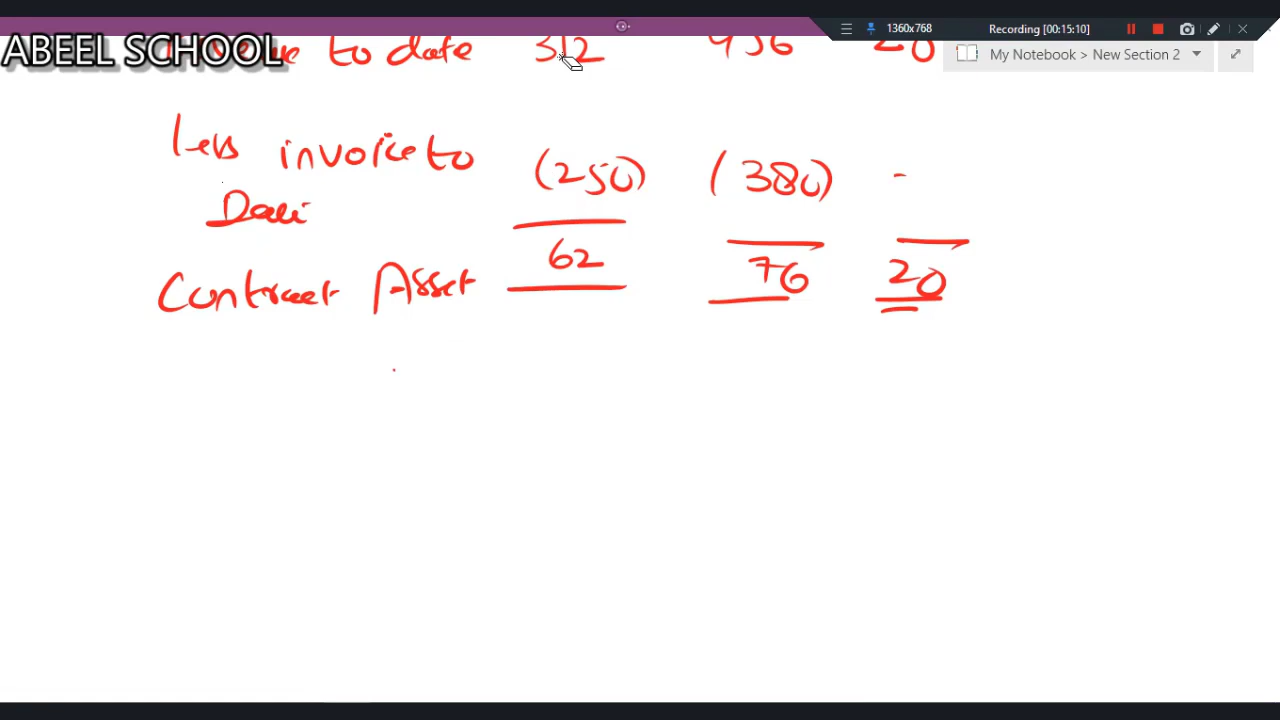 1360x768
Recording [00:15:10]
ABEEL SCHOOL
to date 312 456 20
My Notebook > New Section 2
Less invoice to (250) (380) -
Date
62 76 20
Contract Asset